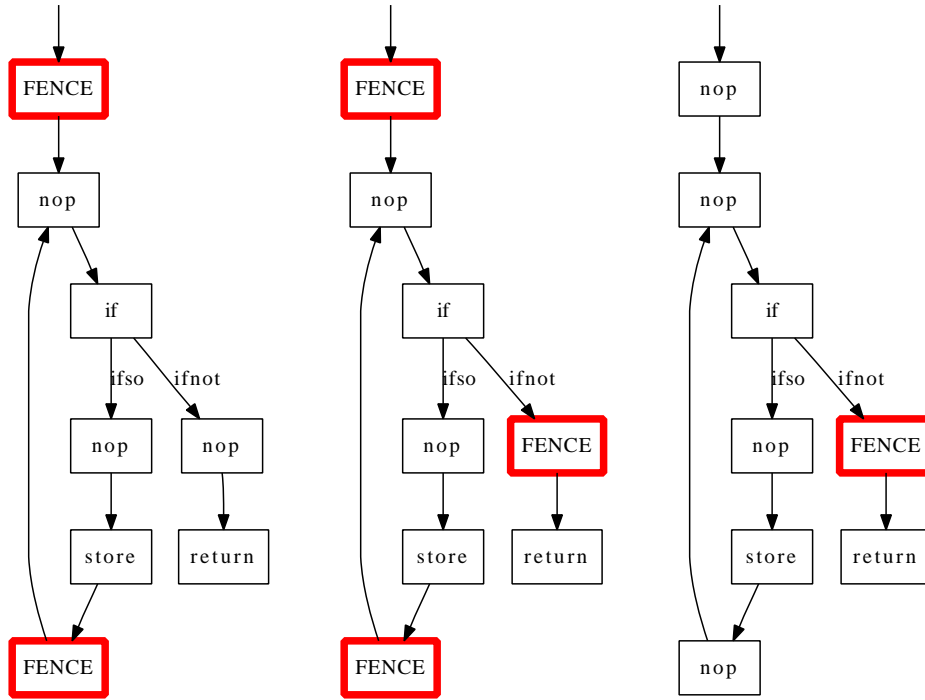 FENCE FENCE nop
nop nop nop
if if if
ifso ifnot ifso ifnot ifso ifnot
nop nop nop FENCE nop FENCE
store return store return store return
FENCE FENCE nop